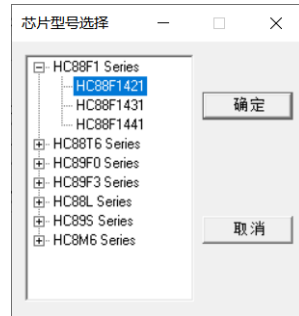 芯片型号选择
HC88F1 Series
HC88F1421
HC88F1431
HC88F1441
HC88T6 Series
HC89F0 Series
HC89F3 Series
HC88L Series
HC89S Series
HC8M6 Series
确定
取消